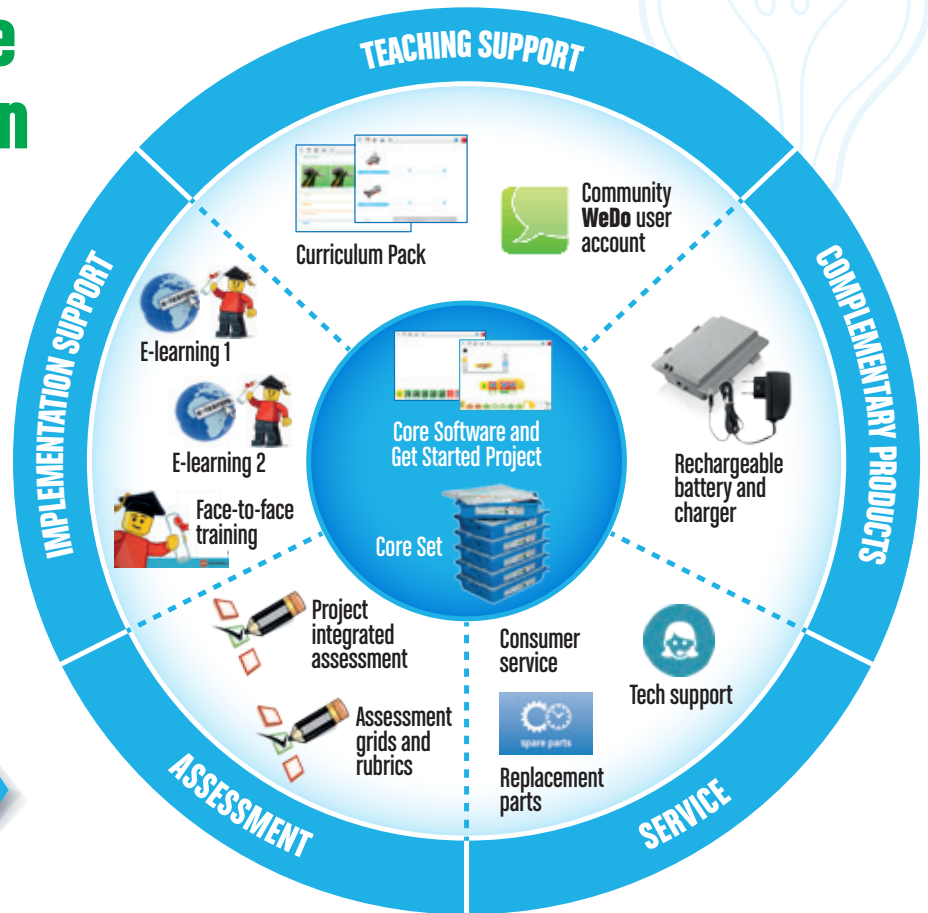 e
n
TEACHING SUPPORT
Curriculum Pack
Community
WeDo user
account
IMPLEMENTATION SUPPORT
E-learning 1
E-learning 2
Face-to-face
training
COMPLEMENTARY PRODUCTS
Rechargeable
battery and
charger
Core Software and
Get Started Project
Core Set
Project
integrated
assessment
Assessment
grids and
rubrics
ASSESSMENT
Consumer
service
Tech support
spare parts
Replacement
parts
SERVICE